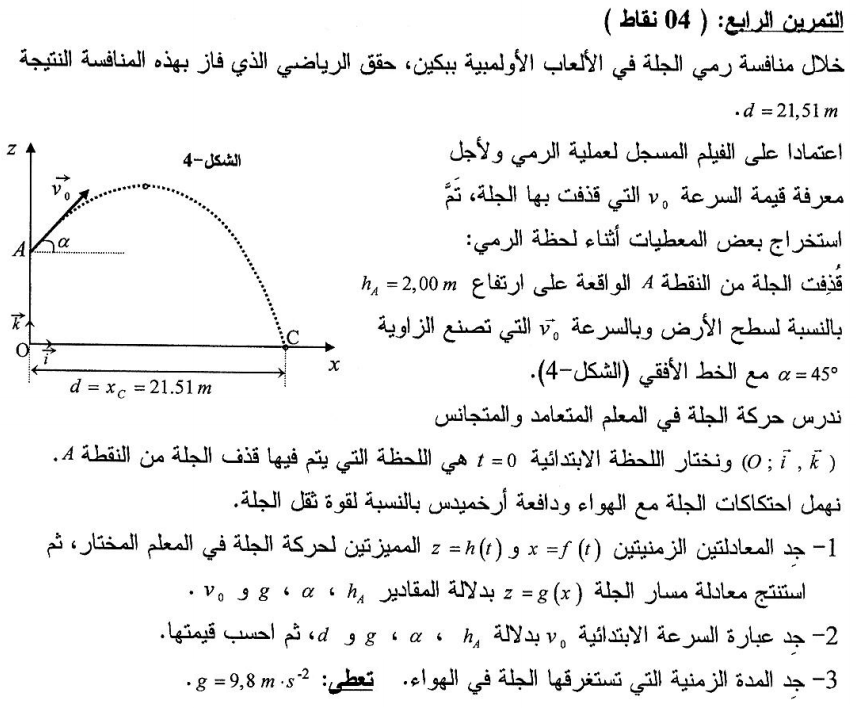 التمرين الرابع: ( 04 نقاط )
خلال منافسة رمي الجلة في الألعاب الأولمبية ببكين، حقق الرياضي الذي فاز بهذه المنافسة النتيجة
d = 21,51 m .
اعتمادا على الفيلم المسجل لعملية الرمي ولأجل
معرفة قيمة السرعة v₀ التي قذفت بها الجلة، تَمَّ
استخراج بعض المعطيات أثناء لحظة الرمي:
قُذِفت الجلة من النقطة A الواقعة على ارتفاع h_A = 2,00 m
بالنسبة لسطح الأرض وبالسرعة v⃗₀ التي تصنع الزاوية
α = 45° مع الخط الأفقي (الشكل-4).
الشكل-4
z
v⃗₀
A
α
k⃗
O
i⃗
C
x
d = x_C = 21.51 m
ندرس حركة الجلة في المعلم المتعامد والمتجانس
(O ; i⃗ , k⃗) ونختار اللحظة الابتدائية t = 0 هي اللحظة التي يتم فيها قذف الجلة من النقطة A .
نهمل احتكاكات الجلة مع الهواء ودافعة أرخميدس بالنسبة لقوة ثقل الجلة.
1- جِد المعادلتين الزمنيتين x = f (t) و z = h(t) المميزتين لحركة الجلة في المعلم المختار، ثم
استنتج معادلة مسار الجلة z = g(x) بدلالة المقادير h_A ، α ، g و v₀ .
2- جِد عبارة السرعة الابتدائية v₀ بدلالة h_A ، α ، g و d، ثم احسب قيمتها.
3- جِد المدة الزمنية التي تستغرقها الجلة في الهواء. تعطى: g = 9,8 m·s⁻² .